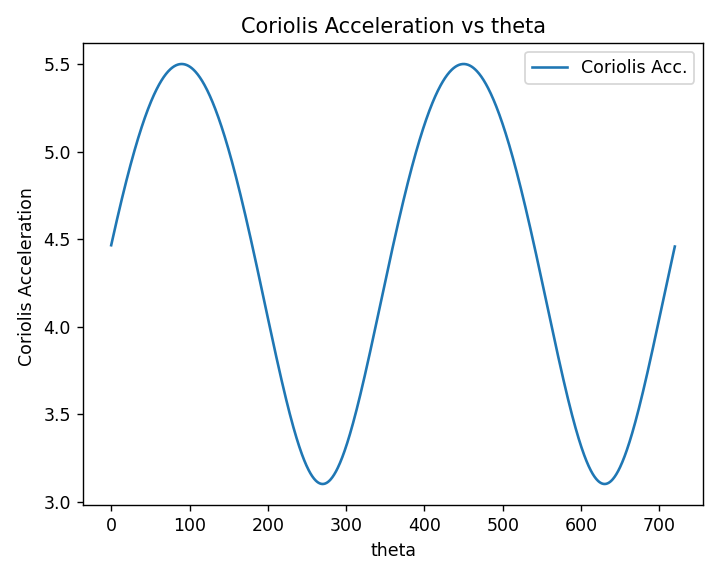 Coriolis Acceleration vs theta
Coriolis Acc.
Coriolis Acceleration
5.5
5.0
4.5
4.0
3.5
3.0
0 100 200 300 400 500 600 700
theta